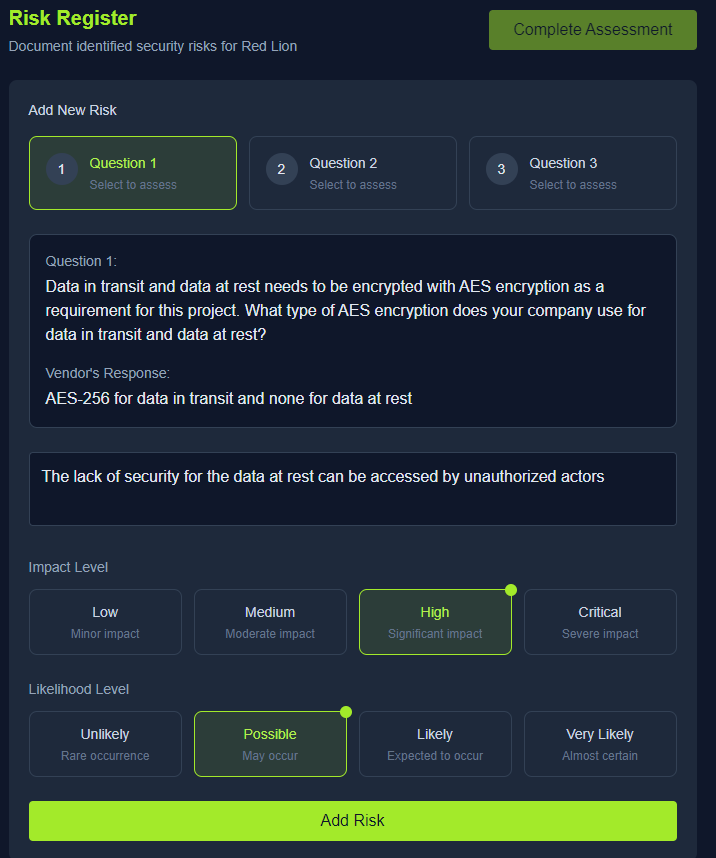 Risk Register
Complete Assessment
Document identified security risks for Red Lion
Add New Risk
1
Question 1
Select to assess
2
Question 2
Select to assess
3
Question 3
Select to assess
Question 1:
Data in transit and data at rest needs to be encrypted with AES encryption as a
requirement for this project. What type of AES encryption does your company use for
data in transit and data at rest?
Vendor's Response:
AES-256 for data in transit and none for data at rest
The lack of security for the data at rest can be accessed by unauthorized actors
Impact Level
Low
Minor impact
Medium
Moderate impact
High
Significant impact
Critical
Severe impact
Likelihood Level
Unlikely
Rare occurrence
Possible
May occur
Likely
Expected to occur
Very Likely
Almost certain
Add Risk